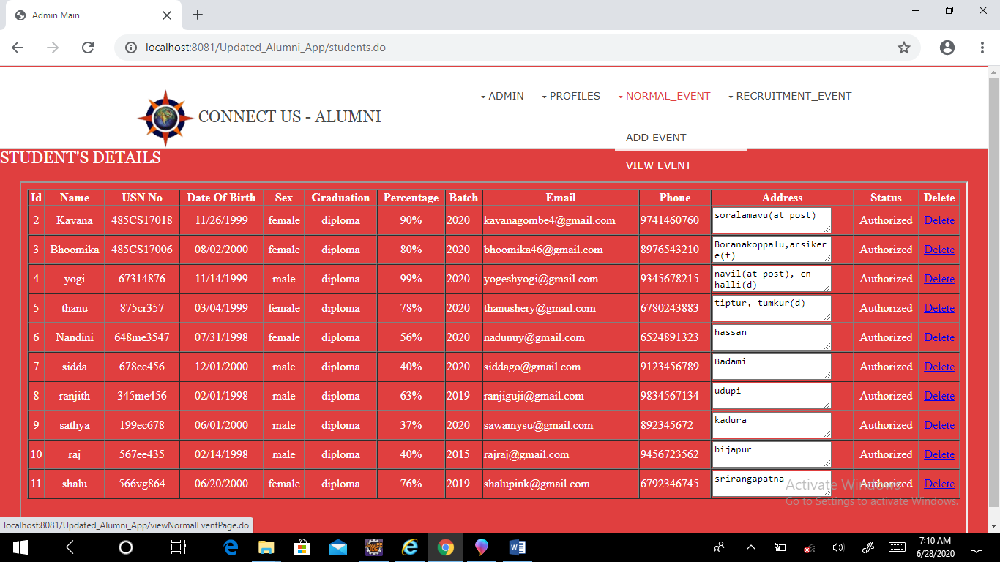 Admin Main
localhost:8081/Updated_Alumni_App/students.do
CONNECT US - ALUMNI
ADMIN PROFILES NORMAL_EVENT RECRUITMENT_EVENT
ADD EVENT
VIEW EVENT
STUDENT'S DETAILS
Id Name USN No Date Of Birth Sex Graduation Percentage Batch Email Phone Address Status Delete
2 Kavana 485CS17018 11/26/1999 female diploma 90% 2020 kavanagombe4@gmail.com 9741460760 soralamavu(at post) Authorized Delete
3 Bhoomika 485CS17006 08/02/2000 female diploma 80% 2020 bhoomika46@gmail.com 8976543210 Boranakoppalu,arsiker
e(t) Authorized Delete
4 yogi 67314876 11/14/1999 male diploma 99% 2020 yogeshyogi@gmail.com 9345678215 navil(at post), cn
halli(d) Authorized Delete
5 thanu 875cr357 03/04/1999 female diploma 78% 2020 thanushery@gmail.com 6780243883 tiptur, tumkur(d) Authorized Delete
6 Nandini 648me3547 07/31/1998 female diploma 56% 2020 nadunuy@gmail.com 6524891323 hassan Authorized Delete
7 sidda 678ce456 12/01/2000 male diploma 40% 2020 siddago@gmail.com 9123456789 Badami Authorized Delete
8 ranjith 345me456 02/01/1998 male diploma 63% 2019 ranjiguji@gmail.com 9834567134 udupi Authorized Delete
9 sathya 199ec678 06/01/2000 male diploma 37% 2020 sawamysu@gmail.com 892345672 kadura Authorized Delete
10 raj 567ee435 02/14/1998 male diploma 40% 2015 rajraj@gmail.com 9456723562 bijapur Authorized Delete
11 shalu 566vg864 06/20/2000 female diploma 76% 2019 shalupink@gmail.com 6792346745 srirangapatna Authorized Delete
Activate Windows
Go to Settings to activate Windows.
localhost:8081/Updated_Alumni_App/viewNormalEventPage.do
7:10 AM
6/28/2020